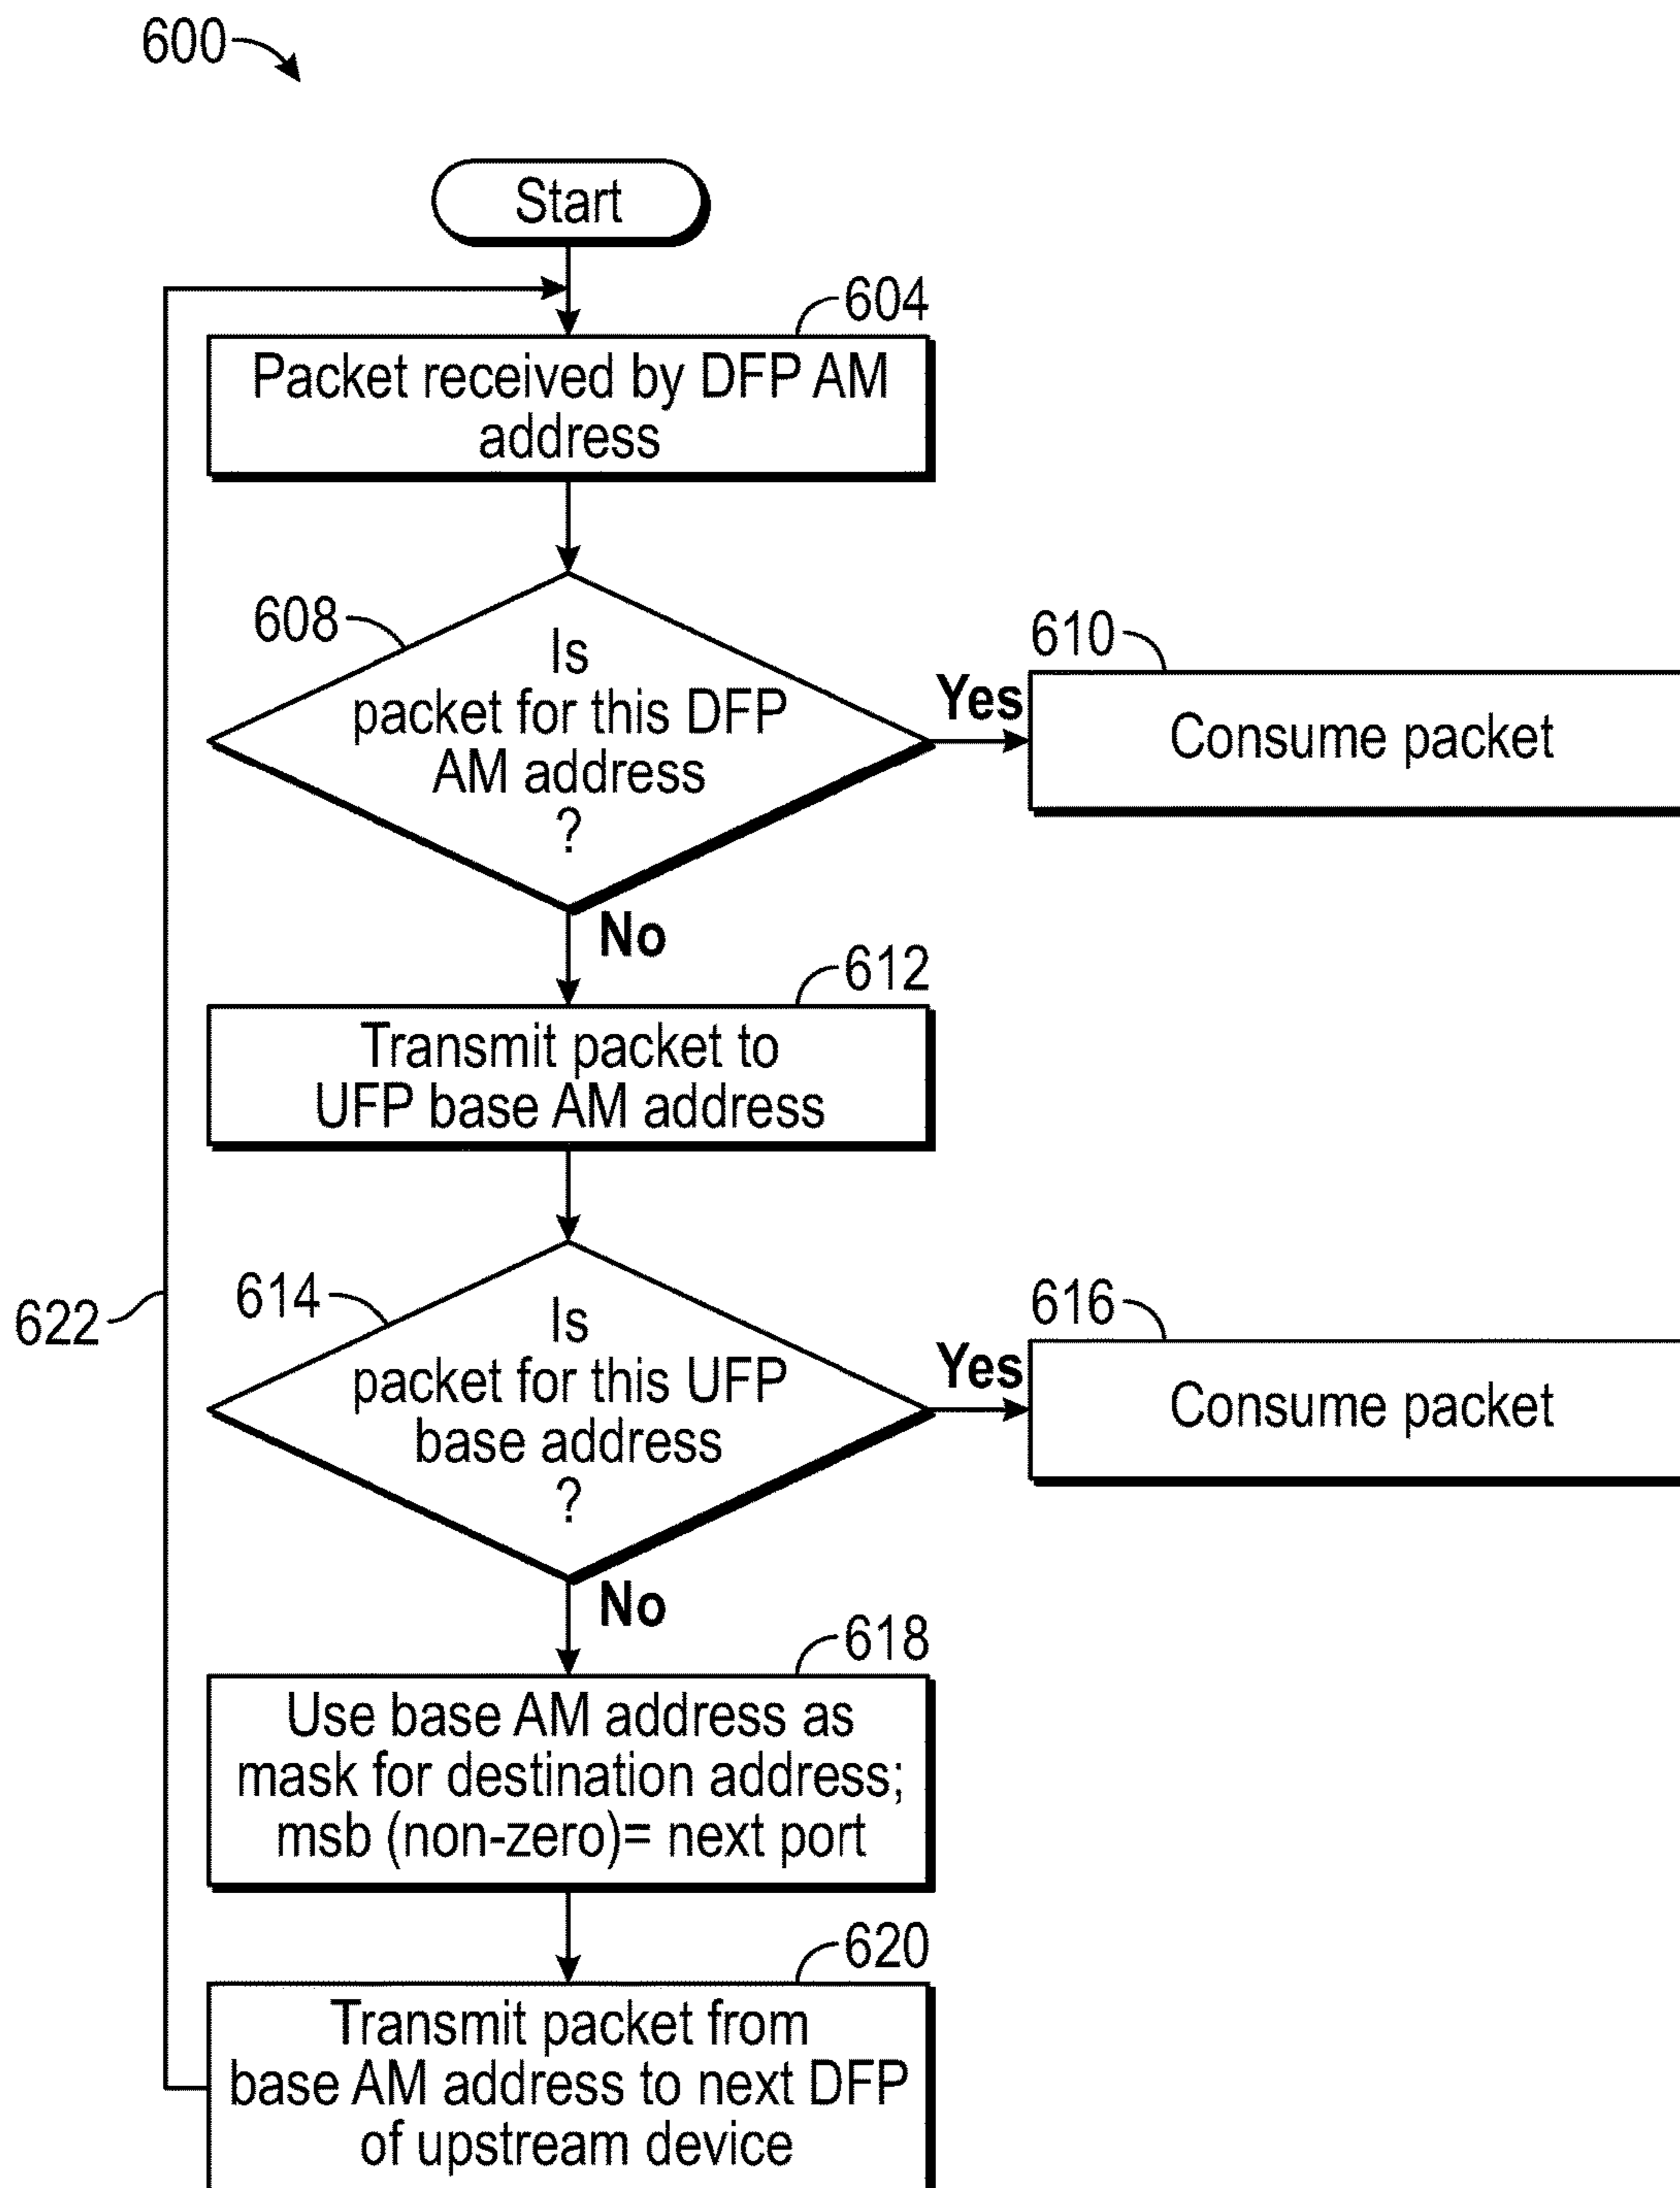 600
Start
604
Packet received by DFP AM
address
608
Is
packet for this DFP
AM address
?
Yes
610
Consume packet
No
612
Transmit packet to
UFP base AM address
622
614
Is
packet for this UFP
base address
?
Yes
616
Consume packet
No
618
Use base AM address as
mask for destination address;
msb (non-zero)= next port
620
Transmit packet from
base AM address to next DFP
of upstream device